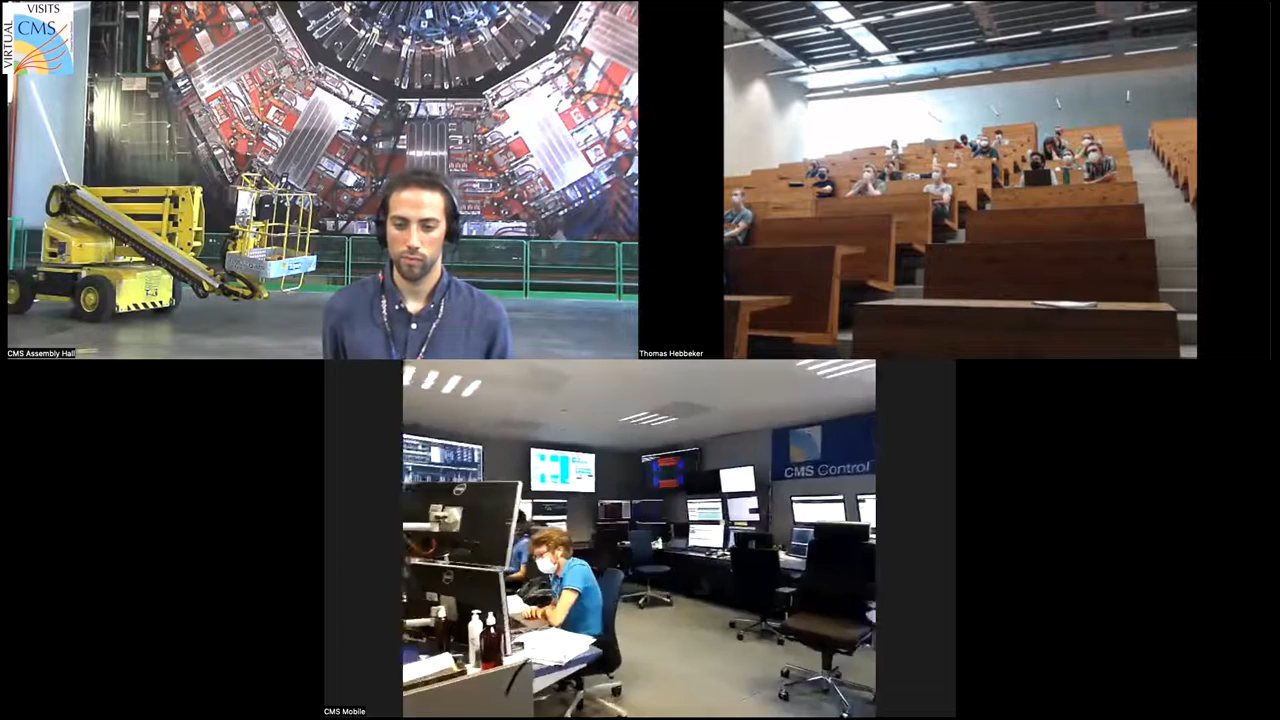 VISITS
VIRTUAL
CMS
CMS Assembly Hall
Thomas Hebbeker
CMS Control
CMS Mobile